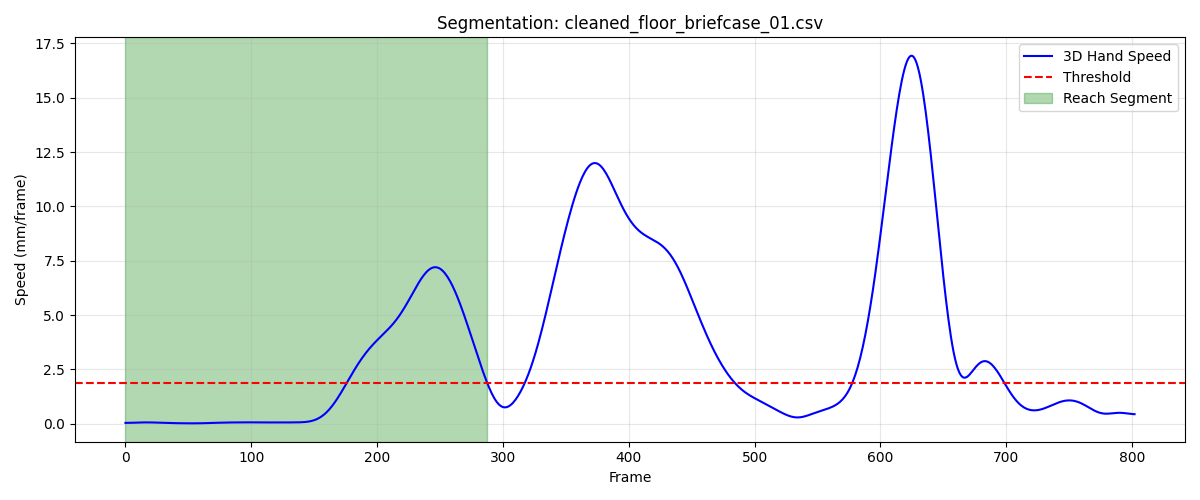 Segmentation: cleaned_floor_briefcase_01.csv
3D Hand Speed
Threshold
Reach Segment
Speed (mm/frame)
17.5
15.0
12.5
10.0
7.5
5.0
2.5
0.0
0 100 200 300 400 500 600 700 800
Frame